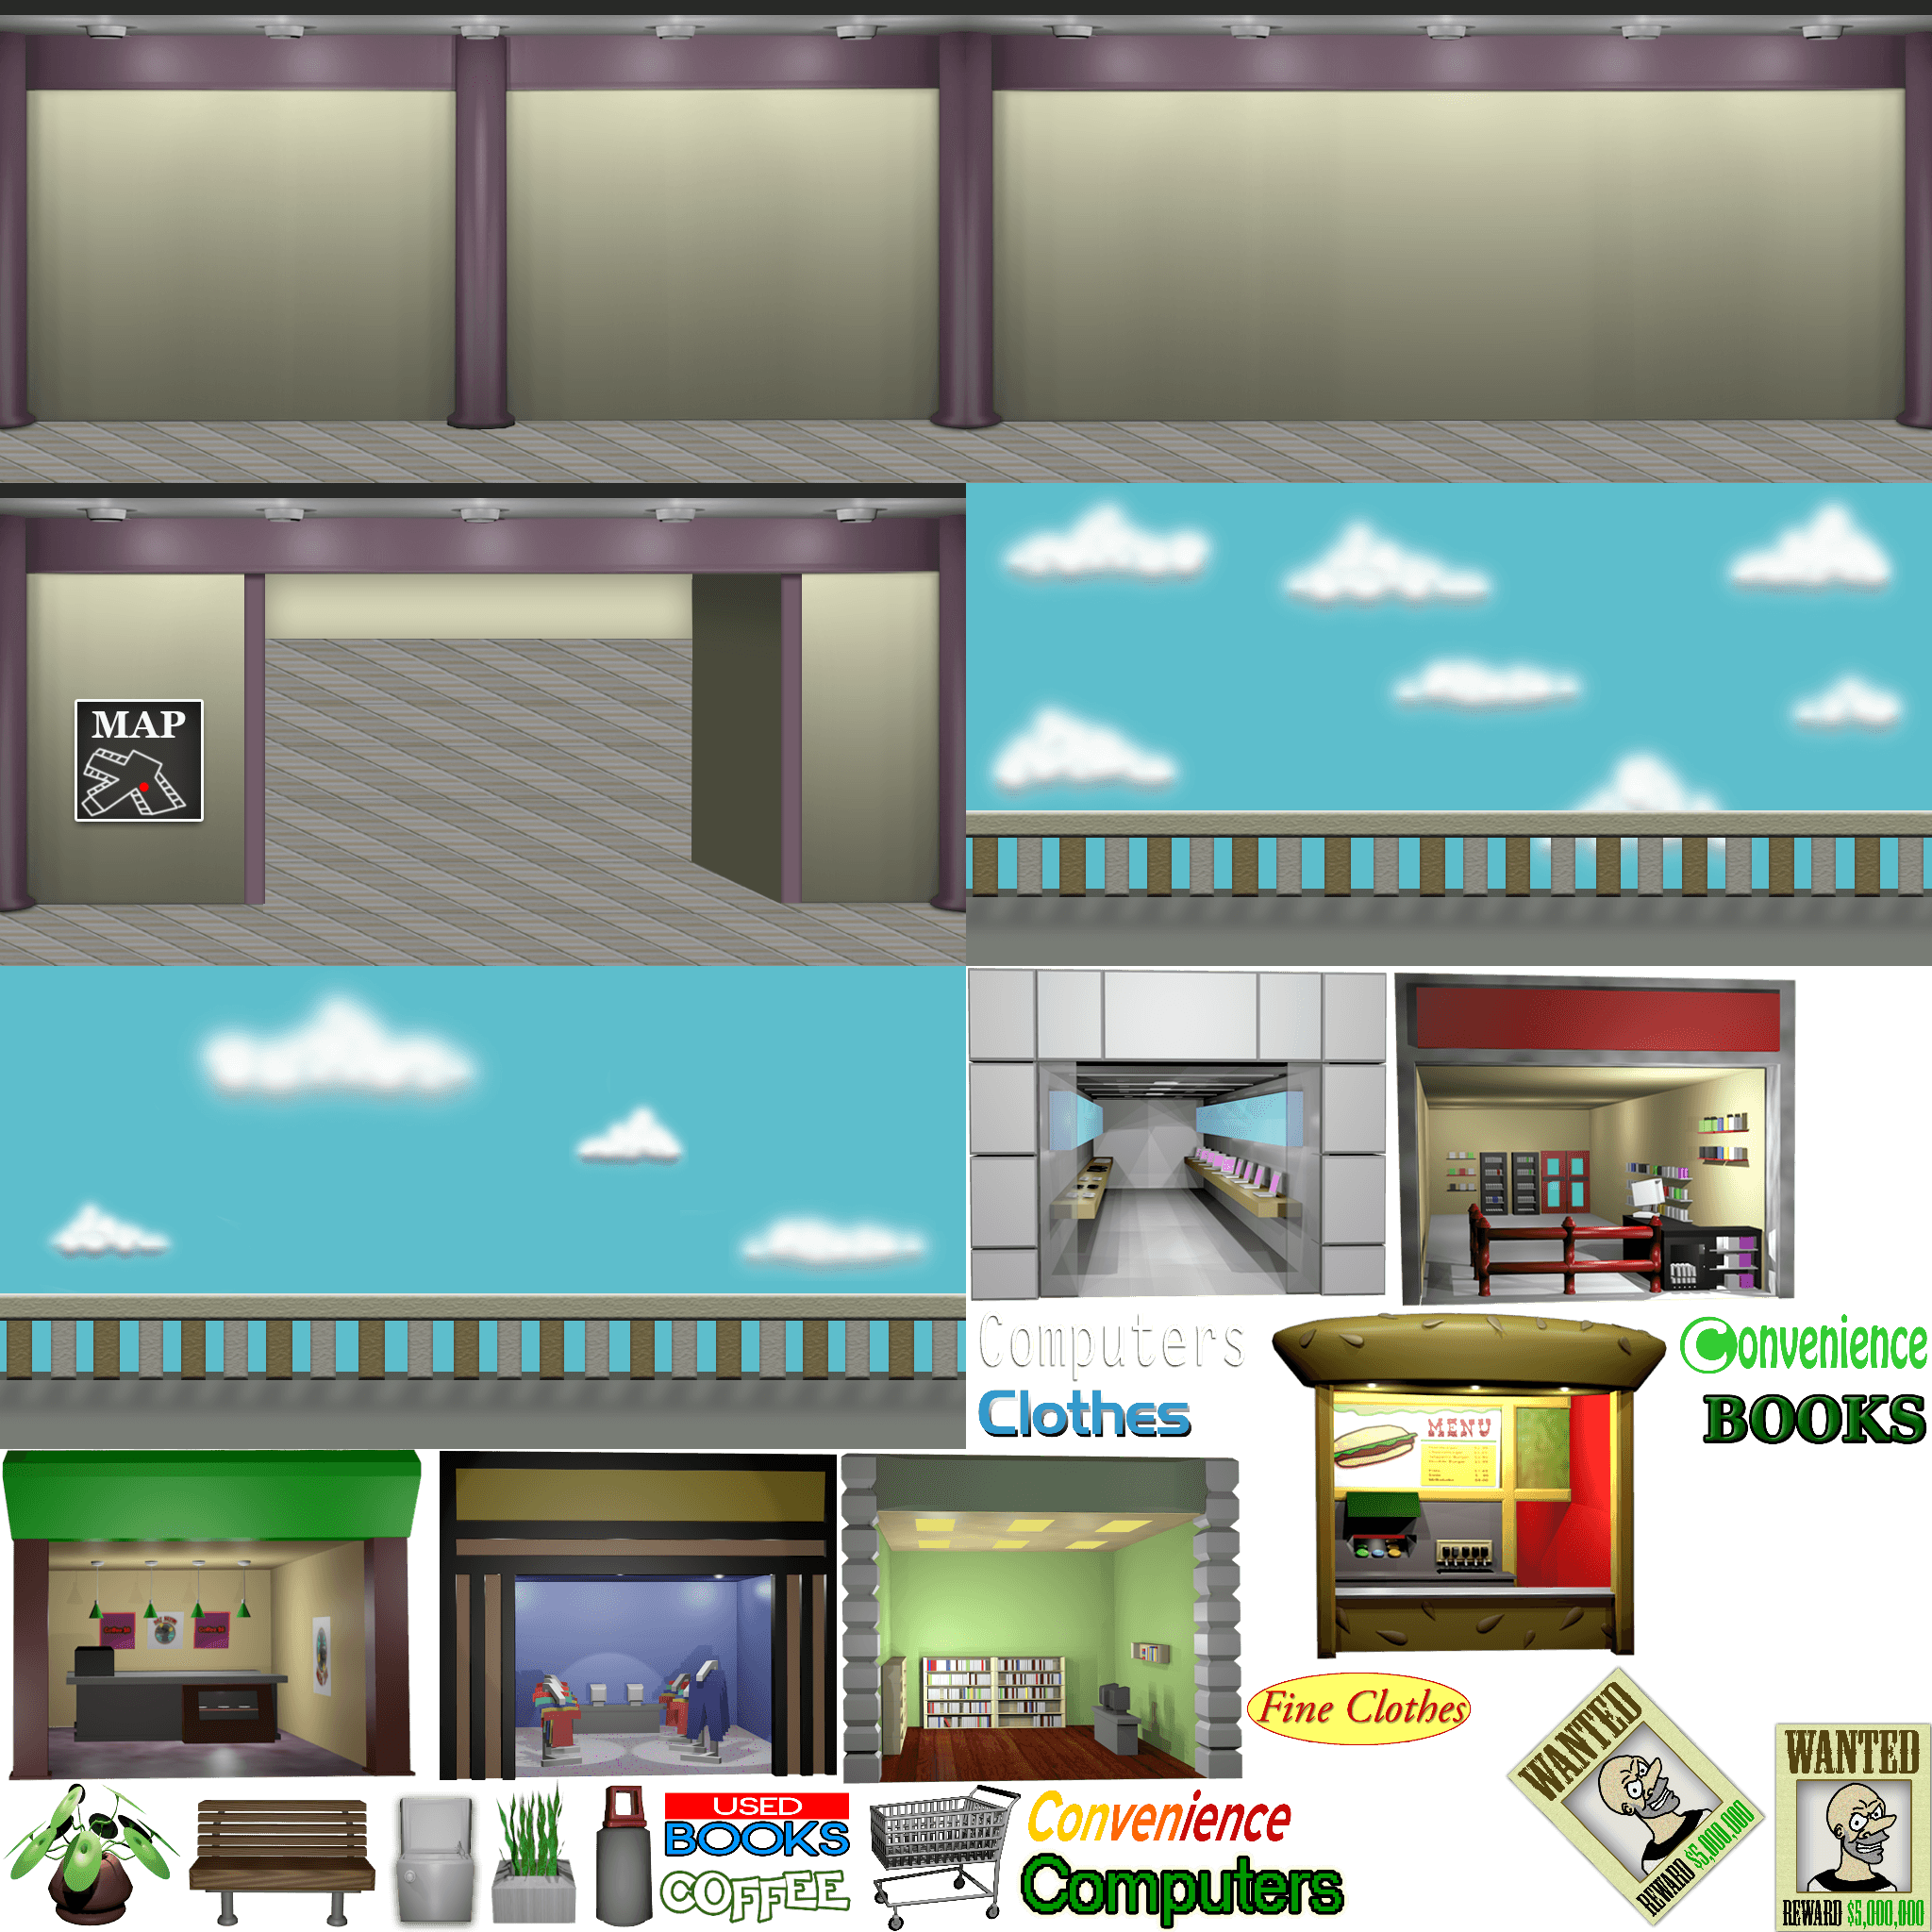 MAP
Computers
Clothes
Convenience
BOOKS
MENU
Fine Clothes
WANTED
REWARD $5,000,000
WANTED
REWARD $5,000,000
USED
BOOKS
COFFEE
Convenience
Computers